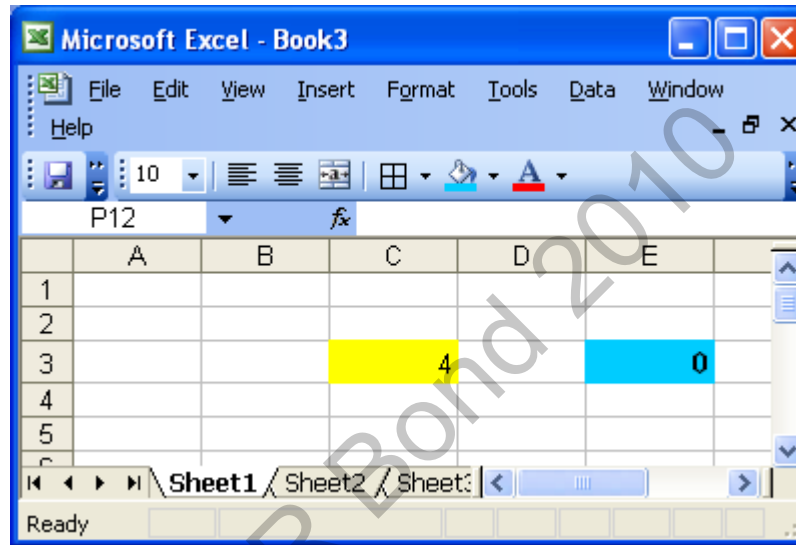 Microsoft Excel - Book3
File Edit View Insert Format Tools Data Window
Help
10 A
P12 fx
A B C D E
1
2
3 4 0
4
5
Sheet1 Sheet2 Sheet3
Ready
R Bond 2010